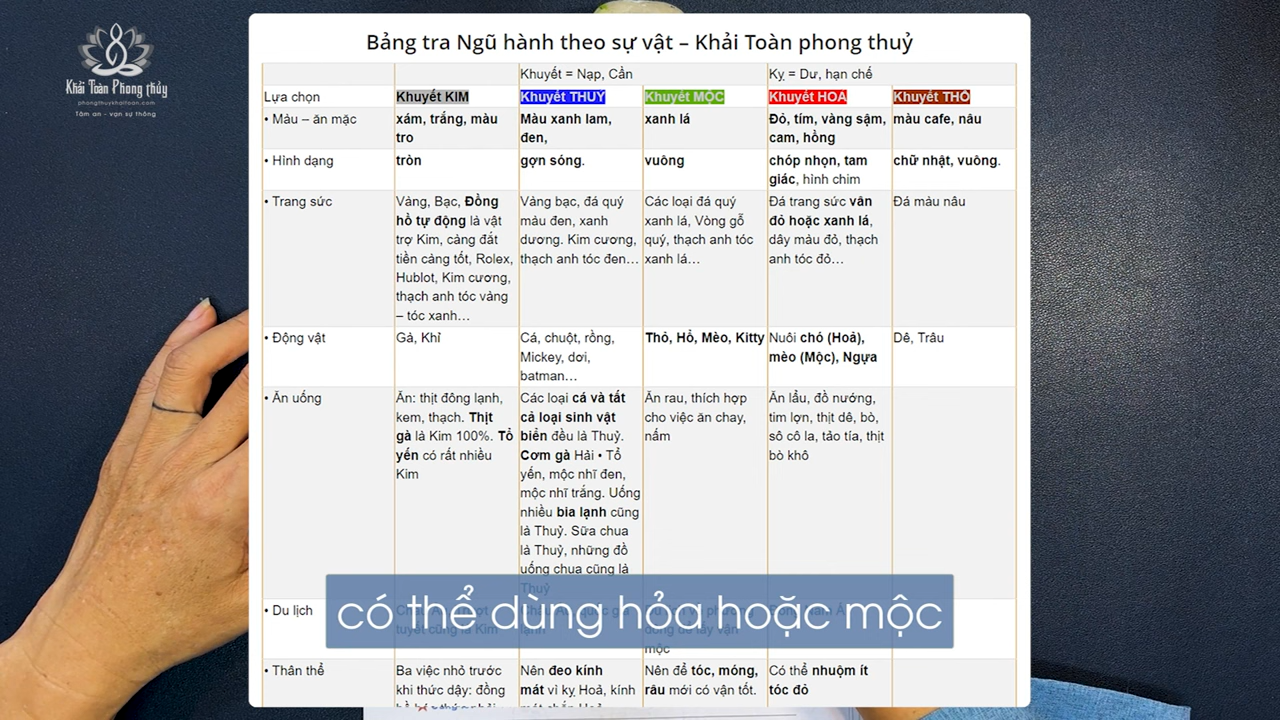 Khải Toàn Phong thủy
phongthuykhaitoan.com
Tâm an - vạn sự thông
Bảng tra Ngũ hành theo sự vật – Khải Toàn phong thuỷ
Khuyết = Nạp, Cần
Kỵ = Dư, hạn chế
Lựa chọn
Khuyết KIM
Khuyết THUỶ
Khuyết MỘC
Khuyết HOẢ
Khuyết THỔ
• Màu – ăn mặc
xám, trắng, màu
tro
Màu xanh lam,
đen,
xanh lá
Đỏ, tím, vàng sậm,
cam, hồng
màu cafe, nâu
• Hình dạng
tròn
gợn sóng.
vuông
chóp nhọn, tam
giác, hình chim
chữ nhật, vuông.
• Trang sức
Vàng, Bạc, Đồng
hồ tự động là vật
trợ Kim, càng đắt
tiền càng tốt, Rolex,
Hublot, Kim cương,
thạch anh tóc vàng
– tóc xanh…
Vàng bạc, đá quý
màu đen, xanh
dương. Kim cương,
thạch anh tóc đen…
Các loại đá quý
xanh lá, Vòng gỗ
quý, thạch anh tóc
xanh lá…
Đá trang sức vân
đỏ hoặc xanh lá,
dây màu đỏ, thạch
anh tóc đỏ…
Đá màu nâu
• Động vật
Gà, Khỉ
Cá, chuột, rồng,
Mickey, dơi,
batman…
Thỏ, Hổ, Mèo, Kitty
Nuôi chó (Hoả),
mèo (Mộc), Ngựa
Dê, Trâu
• Ăn uống
Ăn: thịt đông lạnh,
kem, thạch. Thịt
gà là Kim 100%. Tổ
yến có rất nhiều
Kim
Các loại cá và tất
cả loại sinh vật
biển đều là Thuỷ.
Cơm gà Hải • Tổ
yến, mộc nhĩ đen,
mộc nhĩ trắng. Uống
nhiều bia lạnh cũng
là Thuỷ. Sữa chua
là Thuỷ, những đồ
uống chua cũng là
Thuỷ
Ăn rau, thích hợp
cho việc ăn chay,
nấm
Ăn lẩu, đồ nướng,
tim lợn, thịt dê, bò,
sô cô la, táo tía, thịt
bò khô
• Du lịch
tuyết cũng là Kim
lạnh
mộc
có thể dùng hỏa hoặc mộc
• Thân thể
Ba việc nhỏ trước
khi thức dậy: đồng
Nên đeo kính
mát vì kỵ Hoả, kính
Nên để tóc, móng,
râu mới có vận tốt.
Có thể nhuộm ít
tóc đỏ